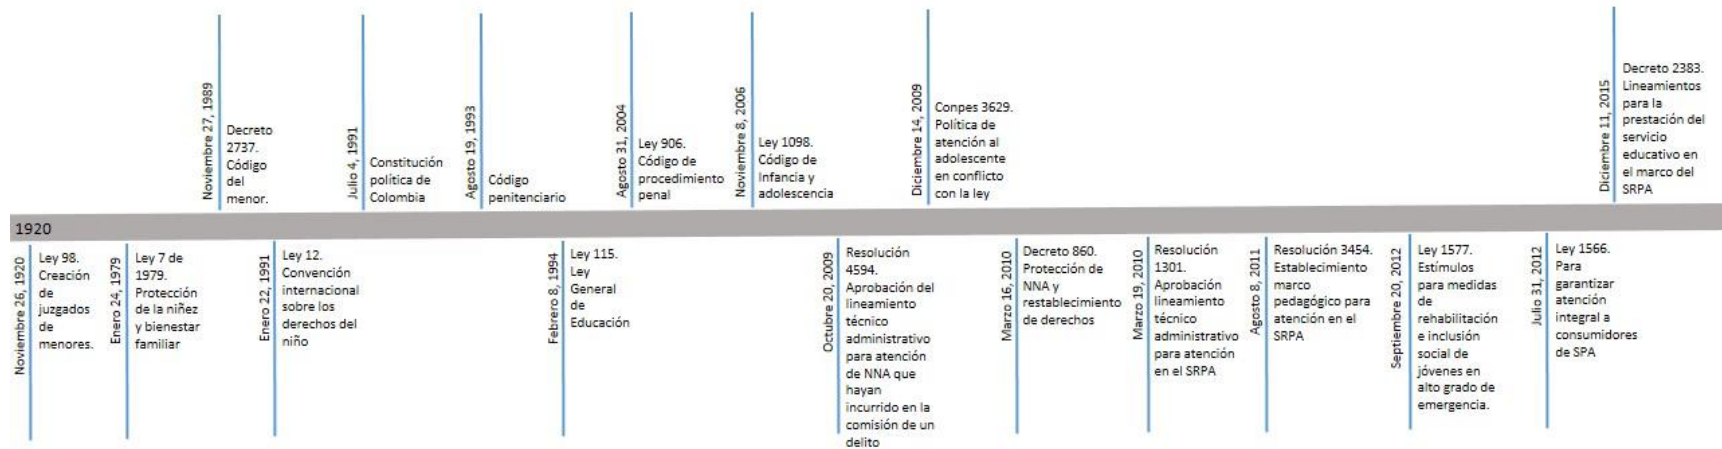 Noviembre 27, 1989
Decreto
2737.
Código
del
menor.
Julio 4, 1991
Constitución
política de
Colombia
Agosto 19, 1993
Código
penitenciario
Agosto 31, 2004
Ley 906.
Código de
procedimiento
penal
Noviembre 8, 2006
Ley 1098.
Código de
Infancia y
adolescencia
Diciembre 14, 2009
Conpes 3629.
Política de
atención al
adolescente
en conflicto
con la ley
Diciembre 11, 2015
Decreto 2383.
Lineamientos
para la
prestación del
servicio
educativo en
el marco del
SRPA
1920
Noviembre 26, 1920
Ley 98.
Creación
de
juzgados
de
menores.
Enero 24, 1979
Ley 7 de
1979.
Protección
de la niñez
y bienestar
familiar
Enero 22, 1991
Ley 12.
Convención
internacional
sobre los
derechos del
niño
Febrero 8, 1994
Ley 115.
Ley
General
de
Educación
Octubre 20, 2009
Resolución
4594.
Aprobación del
lineamiento
técnico
administrativo
para atención
de NNA que
hayan
incurrido en la
comisión de un
delito
Marzo 16, 2010
Decreto 860.
Protección de
NNA y
restablecimiento
de derechos
Marzo 19, 2010
Resolución
1301.
Aprobación
lineamiento
técnico
administrativo
para atención
en el SRPA
Agosto 8, 2011
Resolución 3454.
Establecimiento
marco
pedagógico para
atención en el
SRPA
Septiembre 20, 2012
Ley 1577.
Estímulos
para medidas
de
rehabilitación
e inclusión
social de
jóvenes en
alto grado de
emergencia.
Julio 31, 2012
Ley 1566.
Para
garantizar
atención
integral a
consumidores
de SPA